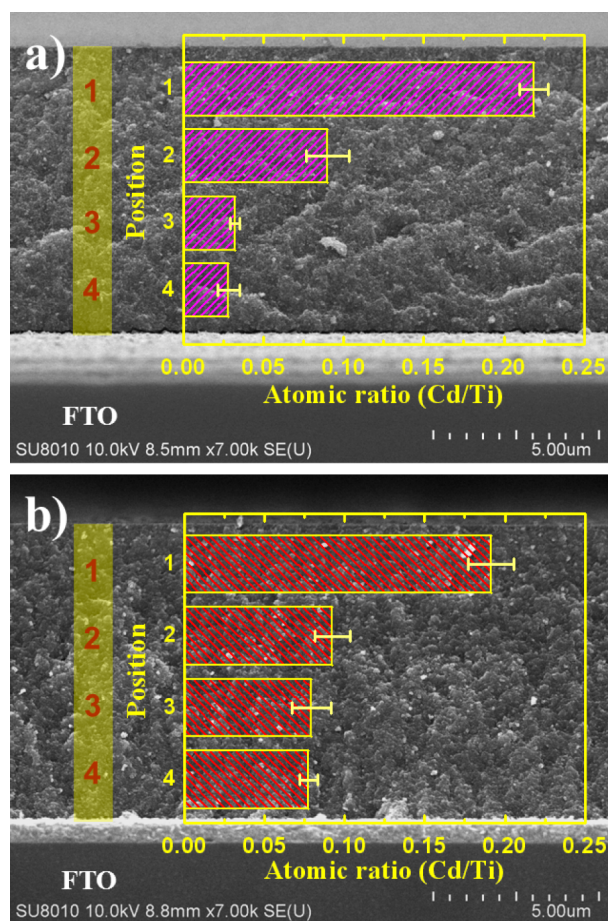 a)
1
2
3
4
Position
1
2
3
4
0.00 0.05 0.10 0.15 0.20 0.25
Atomic ratio (Cd/Ti)
FTO
SU8010 10.0kV 8.5mm x7.00k SE(U)
5.00um
b)
1
2
3
4
Position
1
2
3
4
0.00 0.05 0.10 0.15 0.20 0.25
Atomic ratio (Cd/Ti)
FTO
SU8010 10.0kV 8.8mm x7.00k SE(U)
5.00um